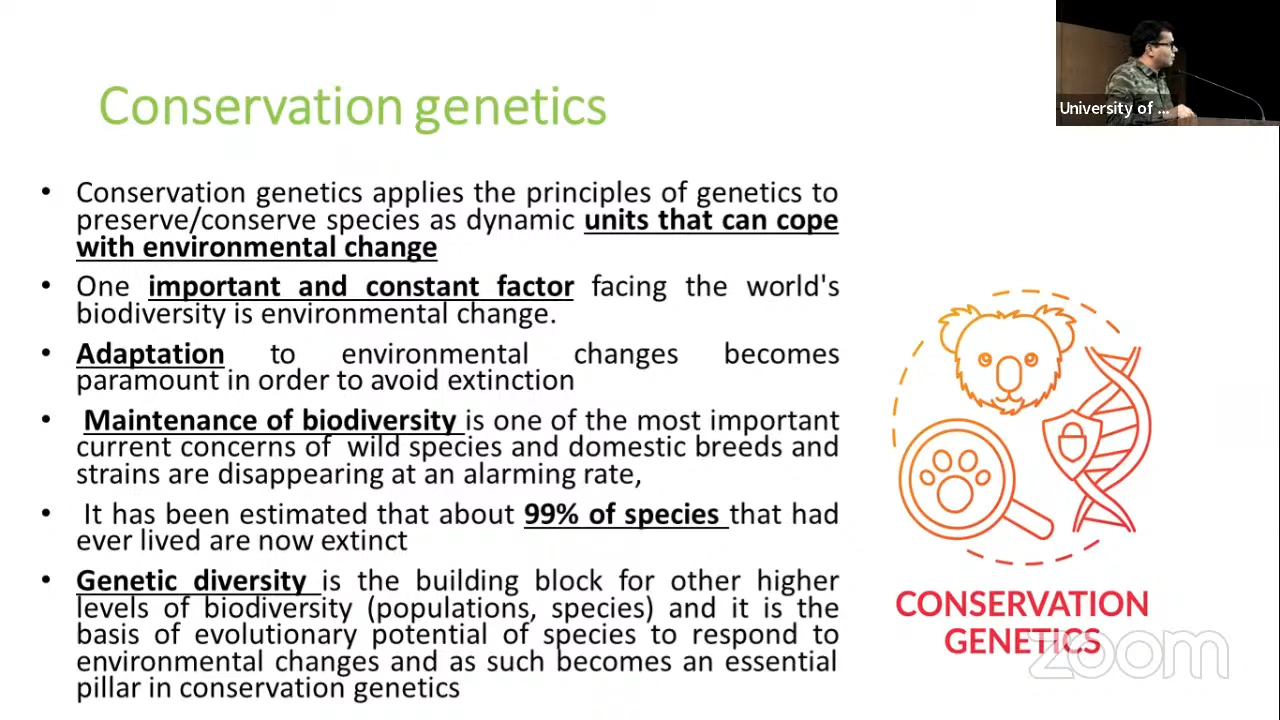 University of ...
Conservation genetics
• Conservation genetics applies the principles of genetics to
preserve/conserve species as dynamic units that can cope
with environmental change
• One important and constant factor facing the world's
biodiversity is environmental change.
• Adaptation to environmental changes becomes
paramount in order to avoid extinction
• Maintenance of biodiversity is one of the most important
current concerns of wild species and domestic breeds and
strains are disappearing at an alarming rate,
• It has been estimated that about 99% of species that had
ever lived are now extinct
• Genetic diversity is the building block for other higher
levels of biodiversity (populations, species) and it is the
basis of evolutionary potential of species to respond to
environmental changes and as such becomes an essential
pillar in conservation genetics
CONSERVATION
GENETICS
zoom